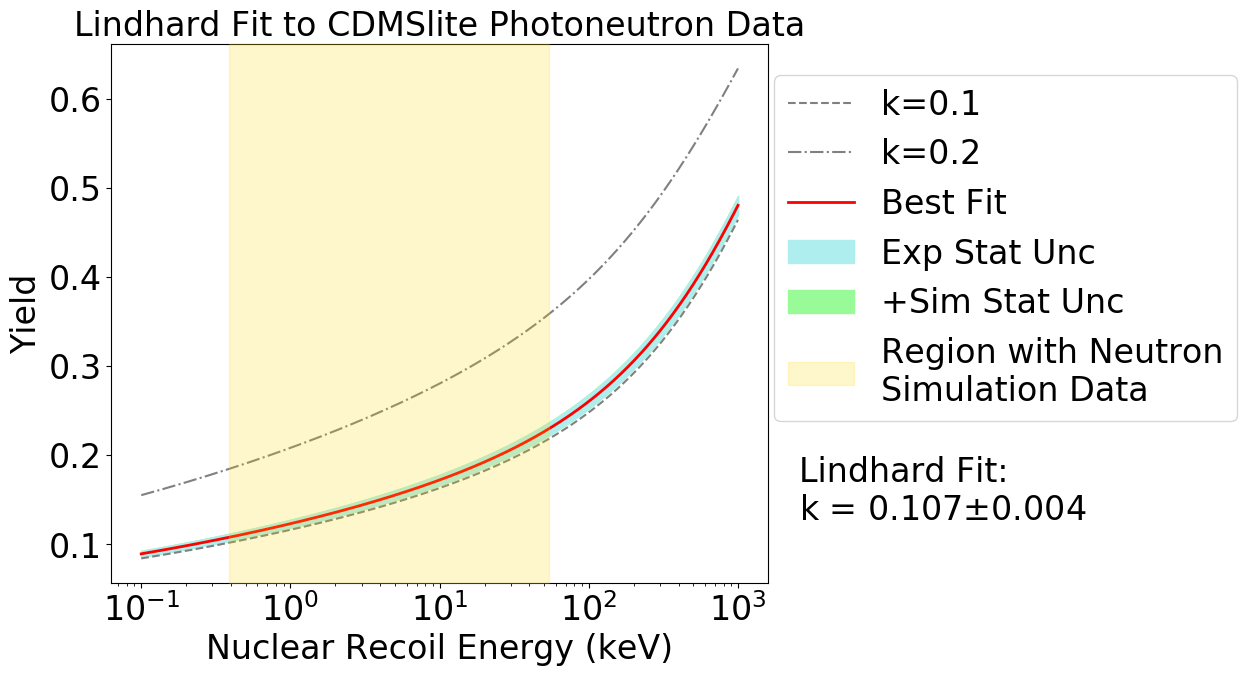 Lindhard Fit to CDMSlite Photoneutron Data
Yield
0.6
0.5
0.4
0.3
0.2
0.1
10⁻¹ 10⁰ 10¹ 10² 10³
Nuclear Recoil Energy (keV)
k=0.1
k=0.2
Best Fit
Exp Stat Unc
+Sim Stat Unc
Region with Neutron
Simulation Data
Lindhard Fit:
k = 0.107±0.004